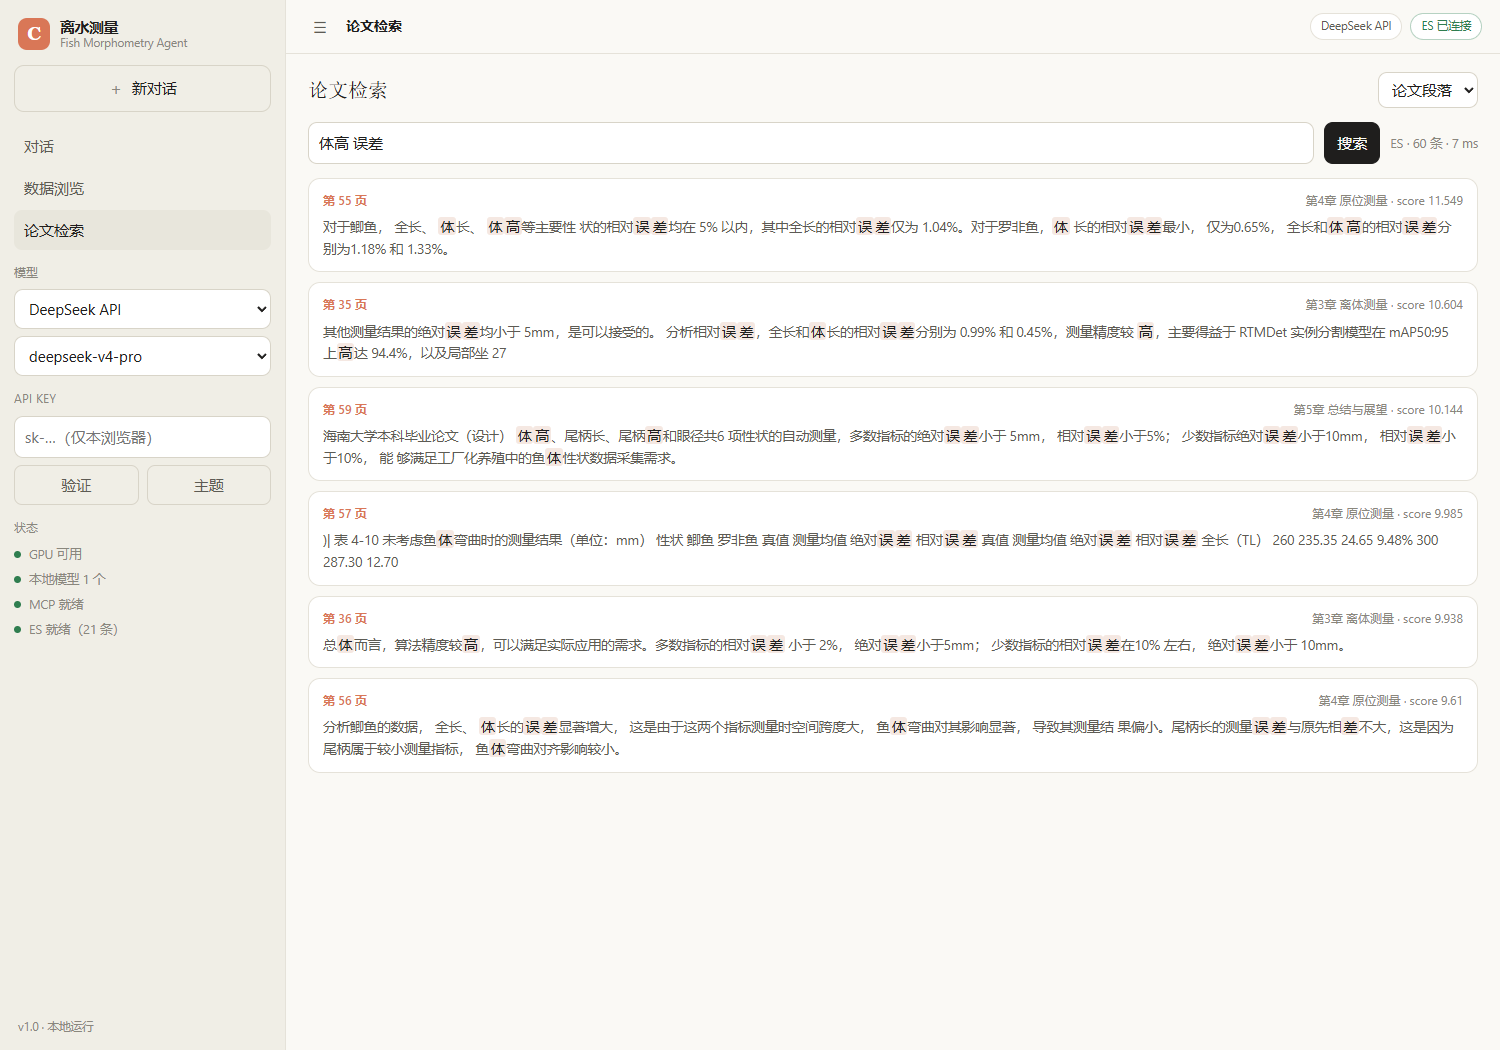 C 离水测量
Fish Morphometry Agent
+ 新对话
对话
数据浏览
论文检索
模型
DeepSeek API
deepseek-v4-pro
API KEY
sk-...（仅本浏览器）
验证 主题
状态
GPU 可用
本地模型 1 个
MCP 就绪
ES 就绪（21 条）
v1.0 · 本地运行
☰ 论文检索
DeepSeek API ES 已连接
论文检索
论文段落
体高 误差
搜索 ES · 60 条 · 7 ms
第 55 页 第4章 原位测量 · score 11.549
对于鲫鱼， 全长、 体长、 体高等主要性 状的相对误差均在 5% 以内，其中全长的相对误差仅为 1.04%。对于罗非鱼，体 长的相对误差最小， 仅为0.65%， 全长和体高的相对误差分
别为1.18% 和 1.33%。
第 35 页 第3章 离体测量 · score 10.604
其他测量结果的绝对误差均小于 5mm，是可以接受的。 分析相对误差，全长和体长的相对误差分别为 0.99% 和 0.45%，测量精度较 高，主要得益于 RTMDet 实例分割模型在 mAP50:95
上高达 94.4%，以及局部坐 27
第 59 页 第5章 总结与展望 · score 10.144
海南大学本科毕业论文（设计） 体高、尾柄长、尾柄高和眼径共6 项性状的自动测量，多数指标的绝对误差小于 5mm， 相对误差小于5%； 少数指标绝对误差小于10mm， 相对误差小
于10%， 能 够满足工厂化养殖中的鱼体性状数据采集需求。
第 57 页 第4章 原位测量 · score 9.985
)| 表 4-10 未考虑鱼体弯曲时的测量结果（单位：mm） 性状 鲫鱼 罗非鱼 真值 测量均值 绝对误差 相对误差 真值 测量均值 绝对误差 相对误差 全长（TL） 260 235.35 24.65 9.48% 300
287.30 12.70
第 36 页 第3章 离体测量 · score 9.938
总体而言，算法精度较高，可以满足实际应用的需求。多数指标的相对误差 小于 2%， 绝对误差小于5mm； 少数指标的相对误差在10% 左右， 绝对误差小于 10mm。
第 56 页 第4章 原位测量 · score 9.61
分析鲫鱼的数据， 全长、 体长的误差显著增大， 这是由于这两个指标测量时空间跨度大， 鱼体弯曲对其影响显著， 导致其测量结 果偏小。尾柄长的测量误差与原先相差不大，这是因为
尾柄属于较小测量指标， 鱼体弯曲对齐影响较小。